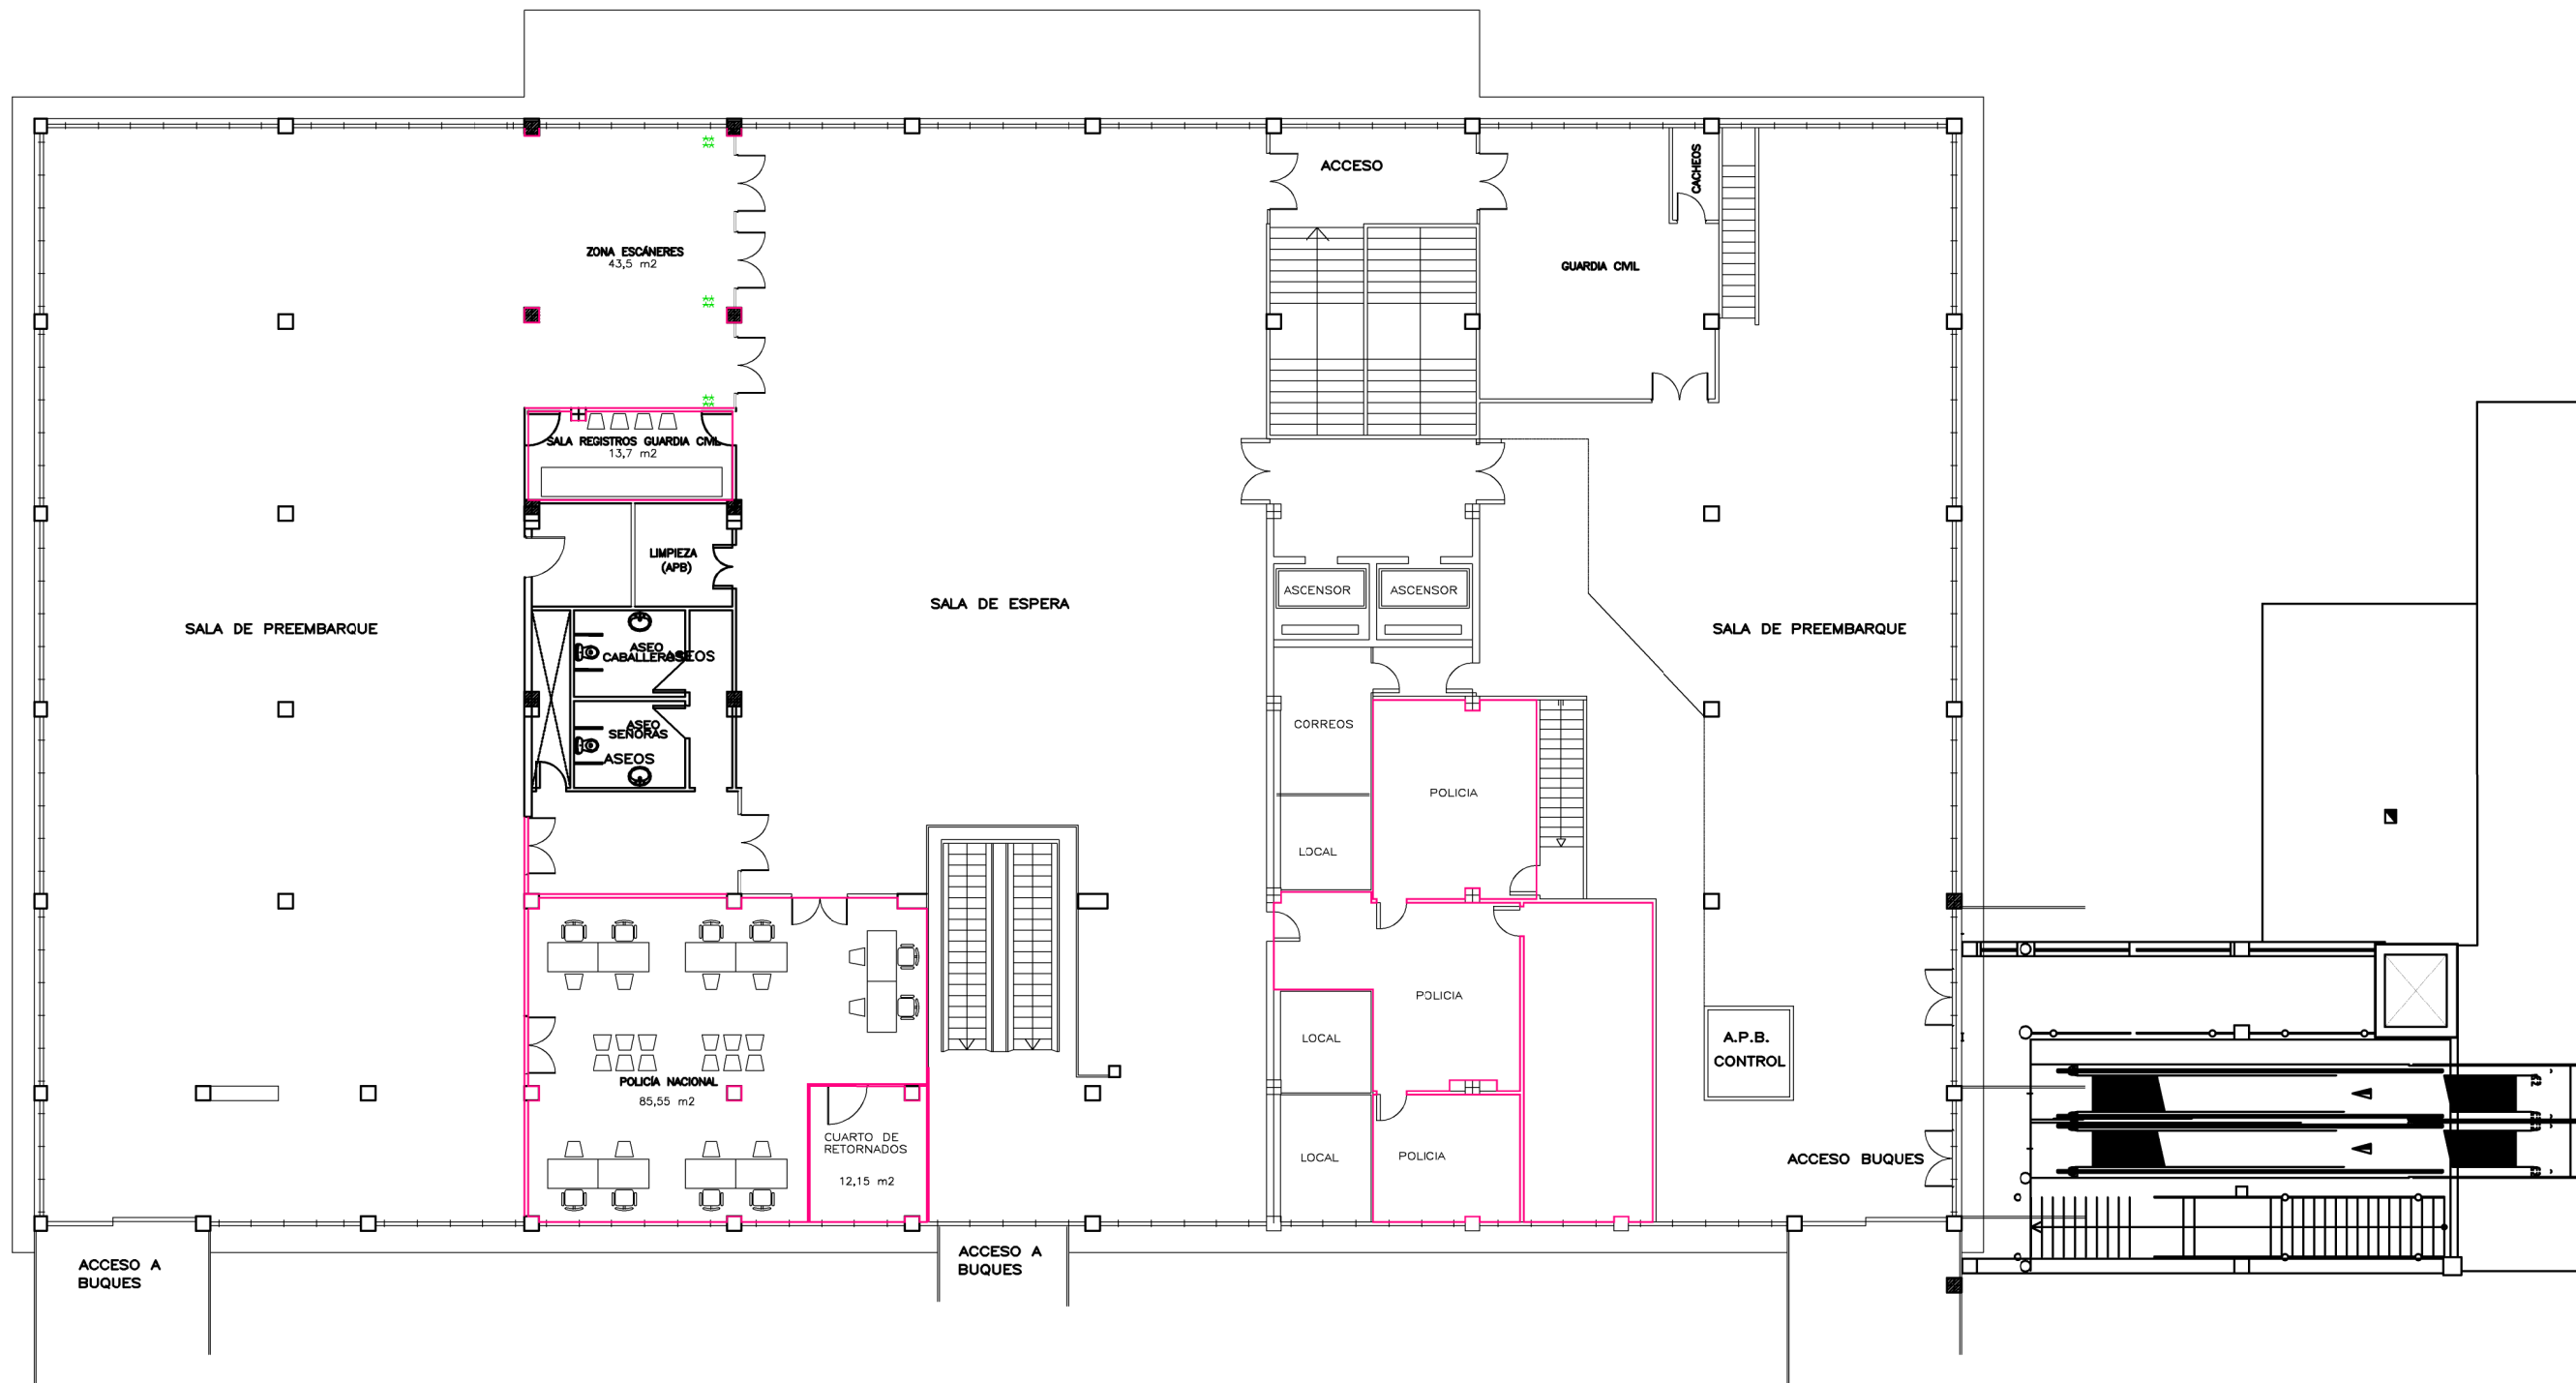 ACCESO
CACHEOS
ZONA ESCÁNERES
43,5 m2
GUARDIA CIVIL
SALA REGISTROS GUARDIA CIVIL
13,7 m2
LIMPIEZA
(APB)
ASCENSOR
ASCENSOR
SALA DE ESPERA
SALA DE PREEMBARQUE
SALA DE PREEMBARQUE
ASEO
CABALLEROS
ASEOS
ASEO
ASEO
SEÑORAS
ASEOS
CORREOS
POLICIA
LOCAL
POLICIA
LOCAL
A.P.B.
CONTROL
POLICÍA NACIONAL
85,55 m2
CUARTO DE
RETORNADOS
12,15 m2
LOCAL
POLICIA
ACCESO BUQUES
ACCESO A
BUQUES
ACCESO A
BUQUES